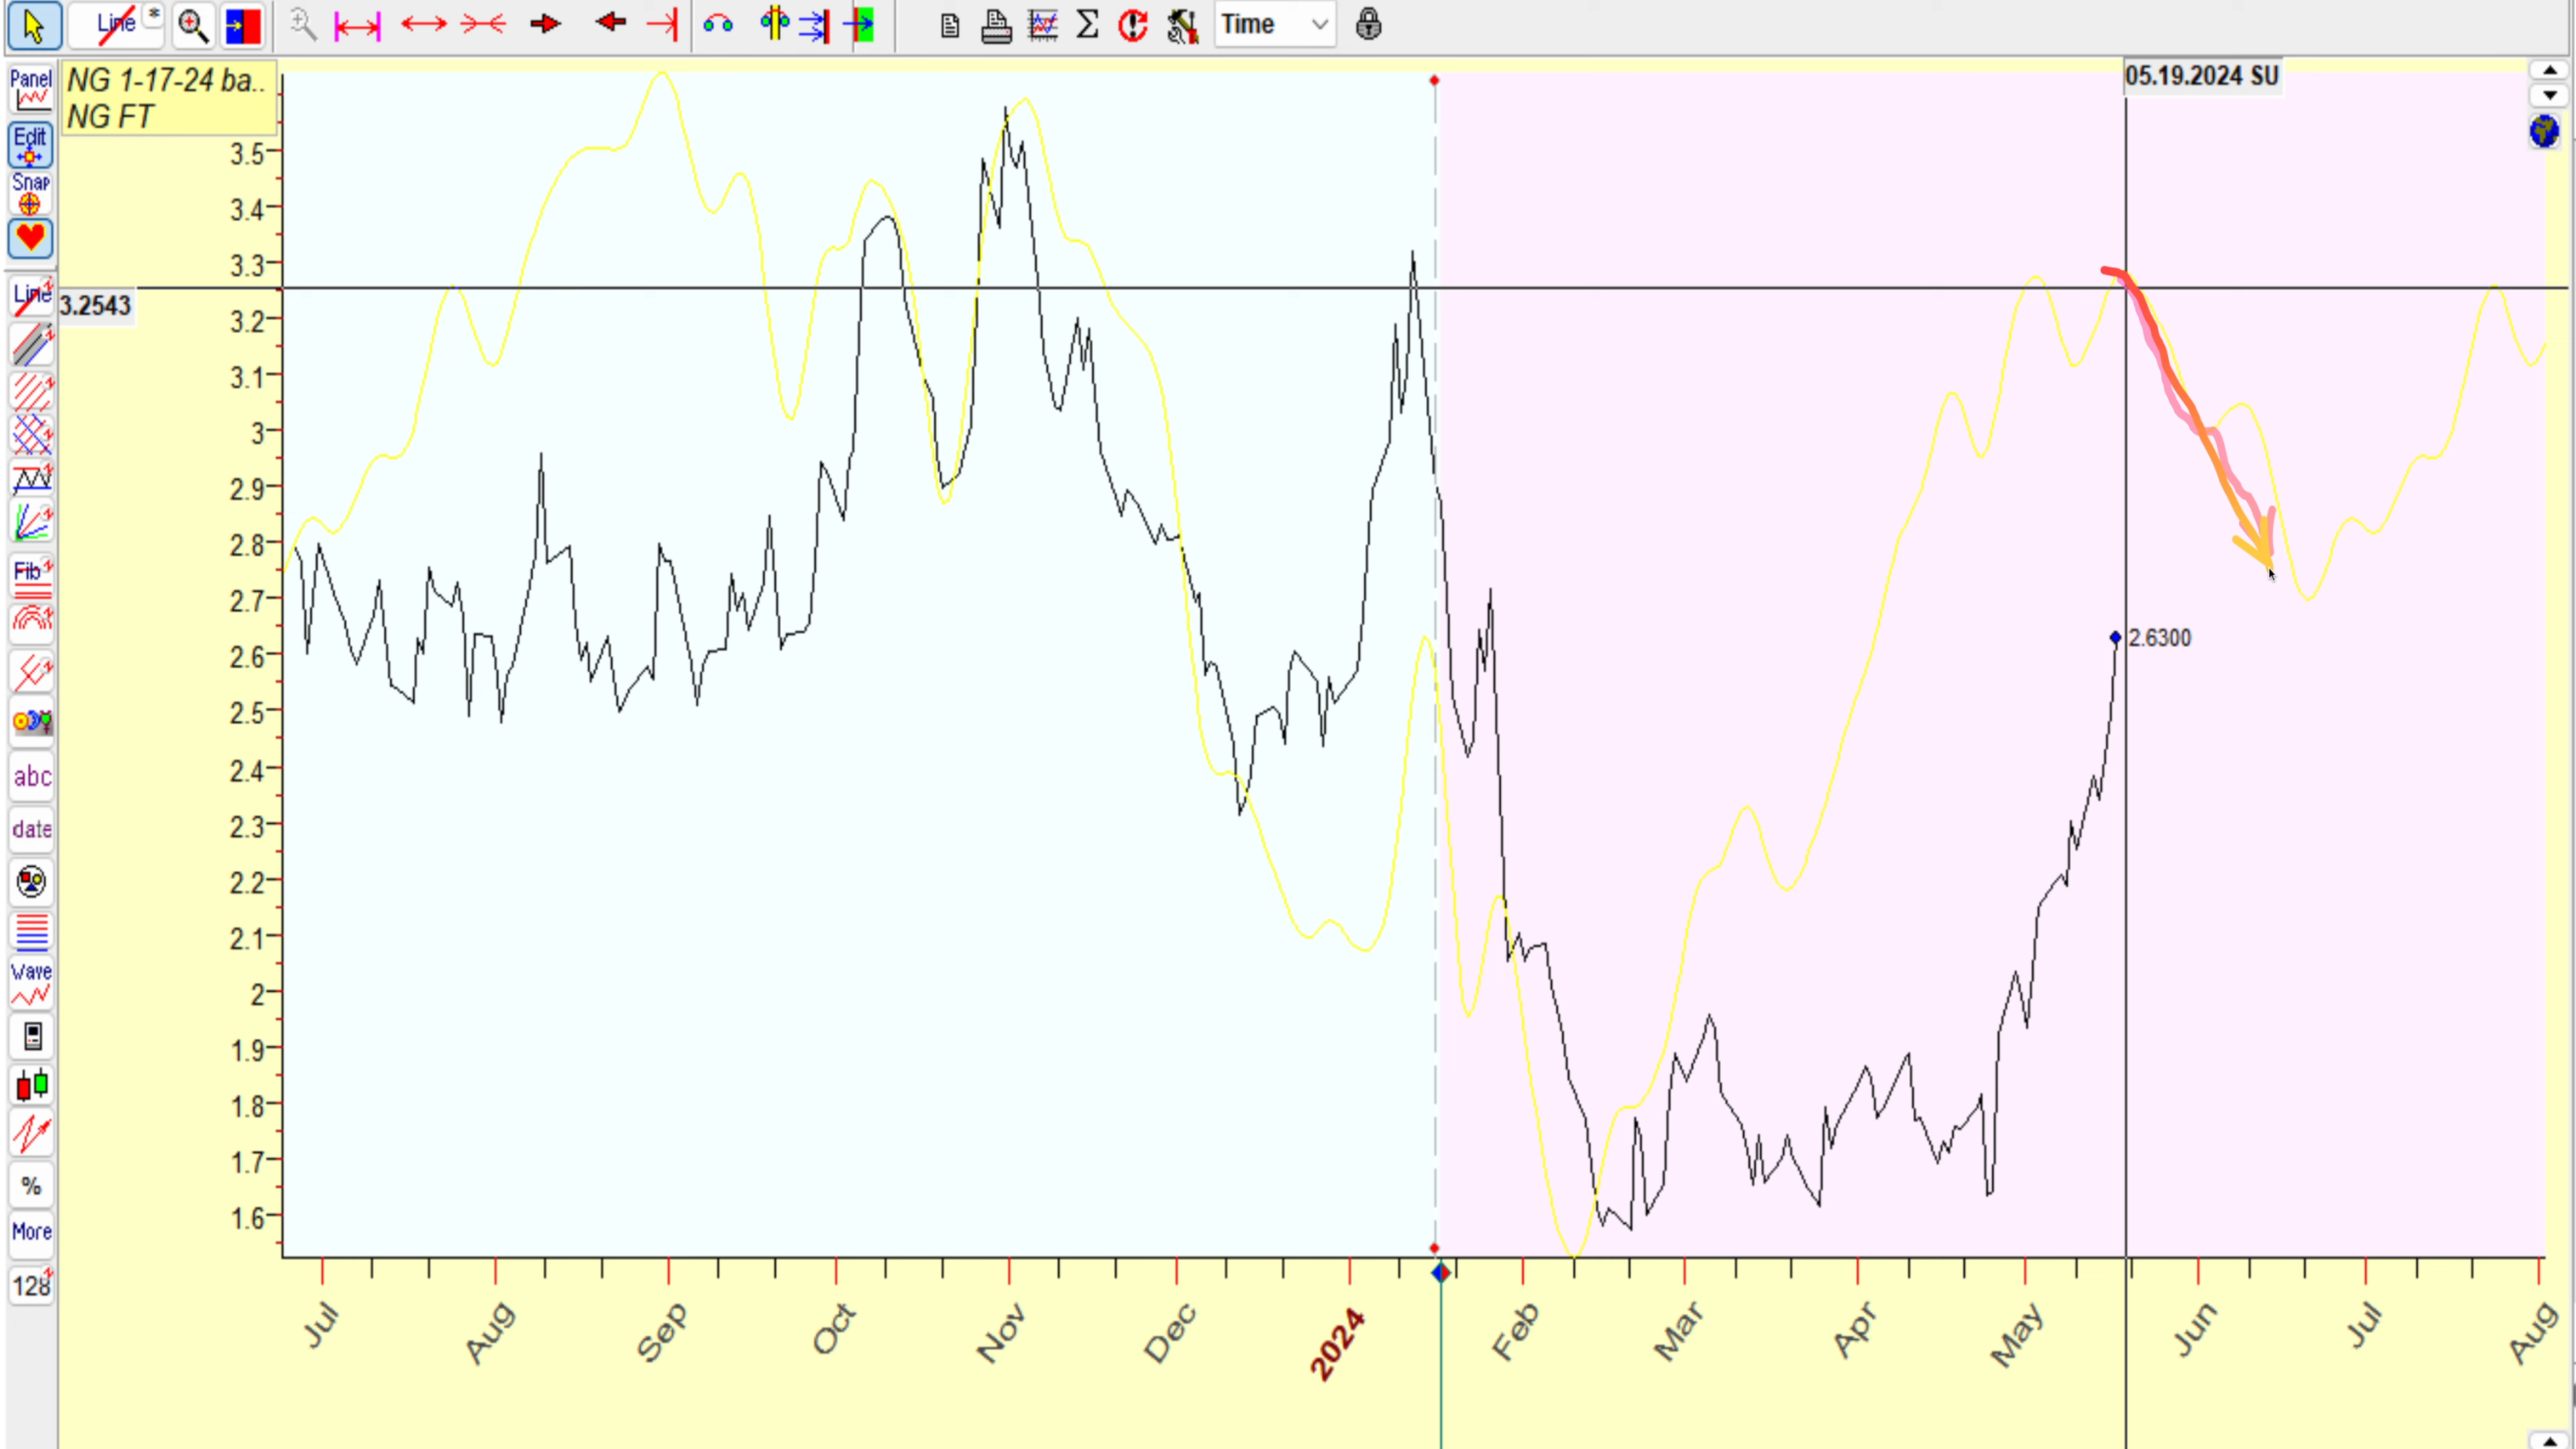 Line *
Time
Panel
NG 1-17-24 ba..
NG FT
05.19.2024 SU
Edit
Snap
Line
3.2543
Fib
abc
date
Wave
%
More
128
3.5
3.4
3.3
3.2
3.1
3
2.9
2.8
2.7
2.6
2.5
2.4
2.3
2.2
2.1
2
1.9
1.8
1.7
1.6
2.6300
Jul
Aug
Sep
Oct
Nov
Dec
2024
Feb
Mar
Apr
May
Jun
Jul
Aug